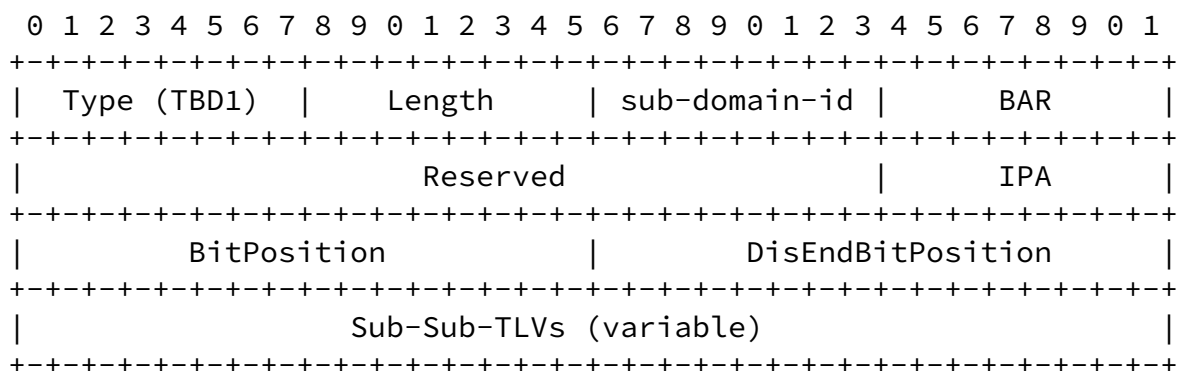 0 1 2 3 4 5 6 7 8 9 0 1 2 3 4 5 6 7 8 9 0 1 2 3 4 5 6 7 8 9 0 1
+-+-+-+-+-+-+-+-+-+-+-+-+-+-+-+-+-+-+-+-+-+-+-+-+-+-+-+-+-+-+-+-+
|  Type (TBD1)  |    Length     | sub-domain-id |      BAR      |
+-+-+-+-+-+-+-+-+-+-+-+-+-+-+-+-+-+-+-+-+-+-+-+-+-+-+-+-+-+-+-+-+
|                      Reserved                 |      IPA      |
+-+-+-+-+-+-+-+-+-+-+-+-+-+-+-+-+-+-+-+-+-+-+-+-+-+-+-+-+-+-+-+-+
|         BitPosition           |        DisEndBitPosition      |
+-+-+-+-+-+-+-+-+-+-+-+-+-+-+-+-+-+-+-+-+-+-+-+-+-+-+-+-+-+-+-+-+
|                  Sub-Sub-TLVs (variable)                      |
+-+-+-+-+-+-+-+-+-+-+-+-+-+-+-+-+-+-+-+-+-+-+-+-+-+-+-+-+-+-+-+-+